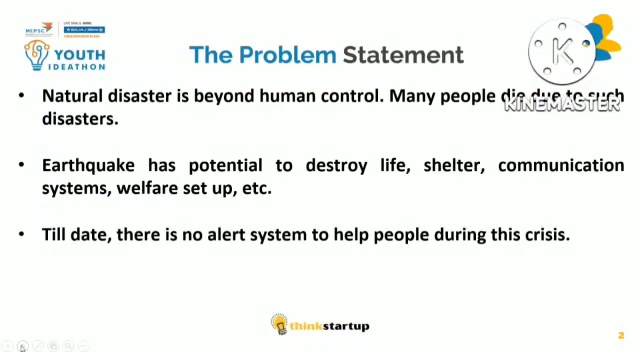 MEPSC
YOUTH
IDEATHON
The Problem Statement
KINEMASTER
• Natural disaster is beyond human control. Many people die due to such
disasters.
• Earthquake has potential to destroy life, shelter, communication
systems, welfare set up, etc.
• Till date, there is no alert system to help people during this crisis.
thinkstartup
2